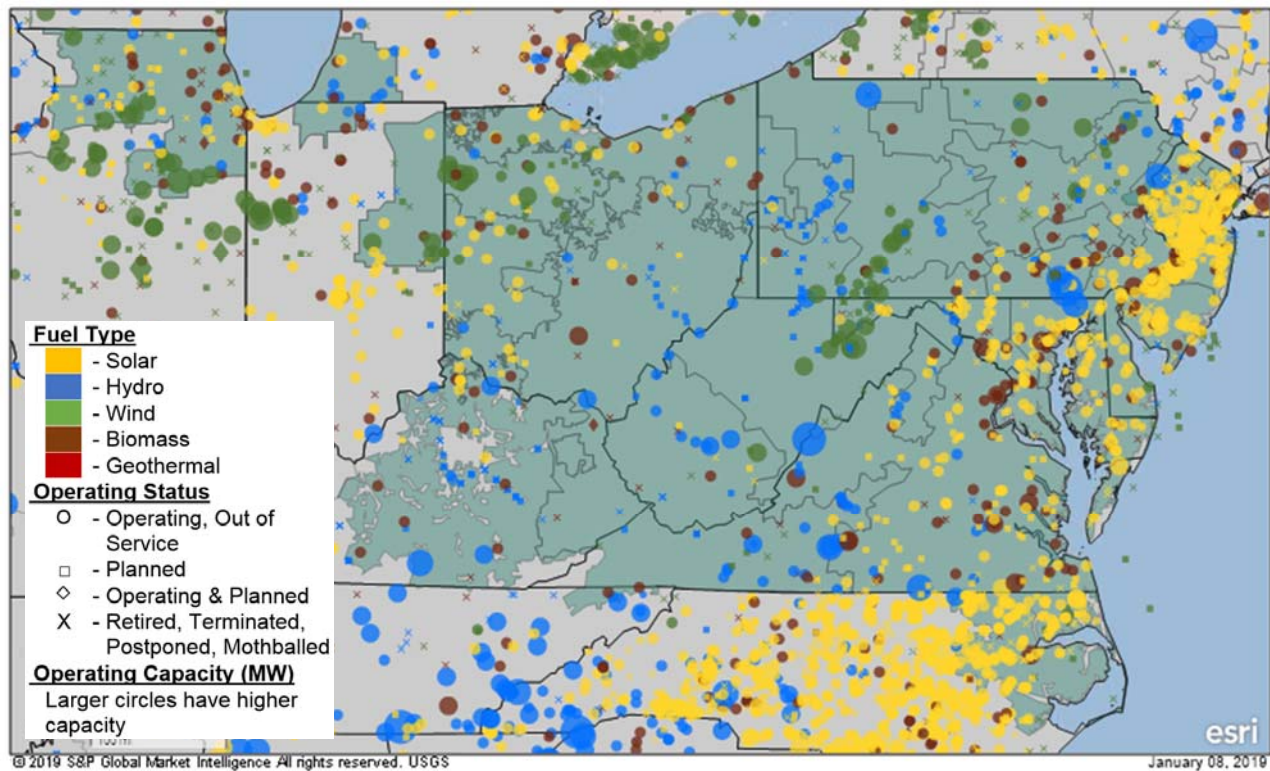 Fuel Type
- Solar
- Hydro
- Wind
- Biomass
- Geothermal
Operating Status
O - Operating, Out of
Service
□ - Planned
◇ - Operating & Planned
X - Retired, Terminated,
Postponed, Mothballed
Operating Capacity (MW)
Larger circles have higher
capacity
esri
© 2019 S&P Global Market Intelligence All rights reserved. USGS
January 08, 2019